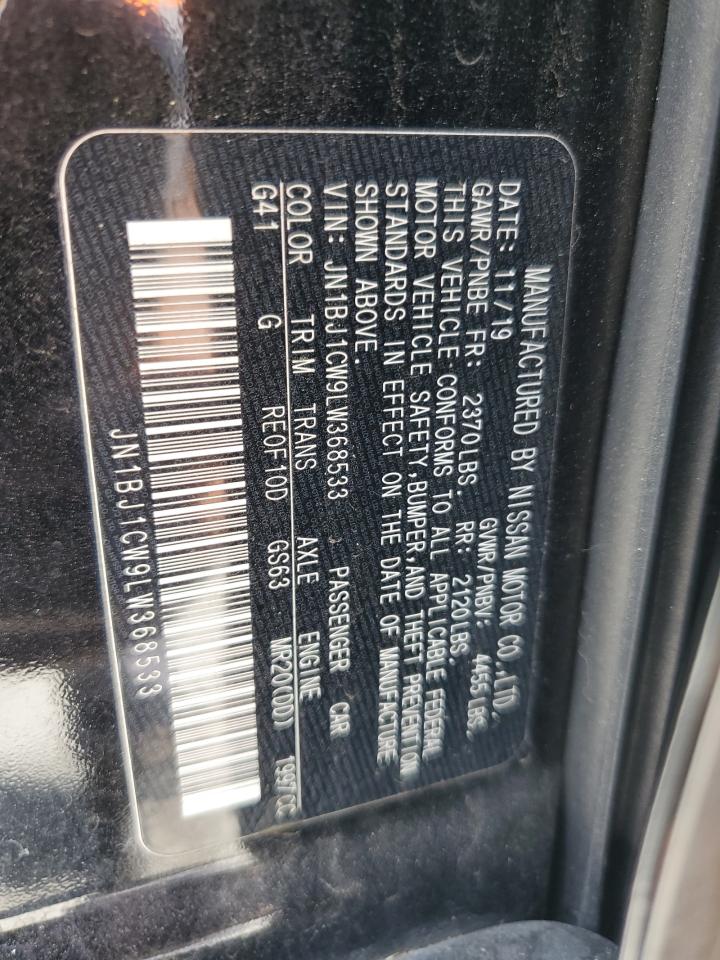 MANUFACTURED BY NISSAN MOTOR CO.,LTD.
DATE: 11/19 GVWR/PNBV: 4455 LBS.
GAWR/PNBE FR: 2370LBS. RR: 2120LBS.
THIS VEHICLE CONFORMS TO ALL APPLICABLE FEDERAL
MOTOR VEHICLE SAFETY,BUMPER,AND THEFT PREVENTION
STANDARDS IN EFFECT ON THE DATE OF MANUFACTURE
SHOWN ABOVE.
VIN: JN1BJ1CW9LW368533 PASSENGER CAR
COLOR TRIM TRANS AXLE ENGINE
G41 G RE0F10D GS63 MR20(DD) 1997CC
JN1BJ1CW9LW368533